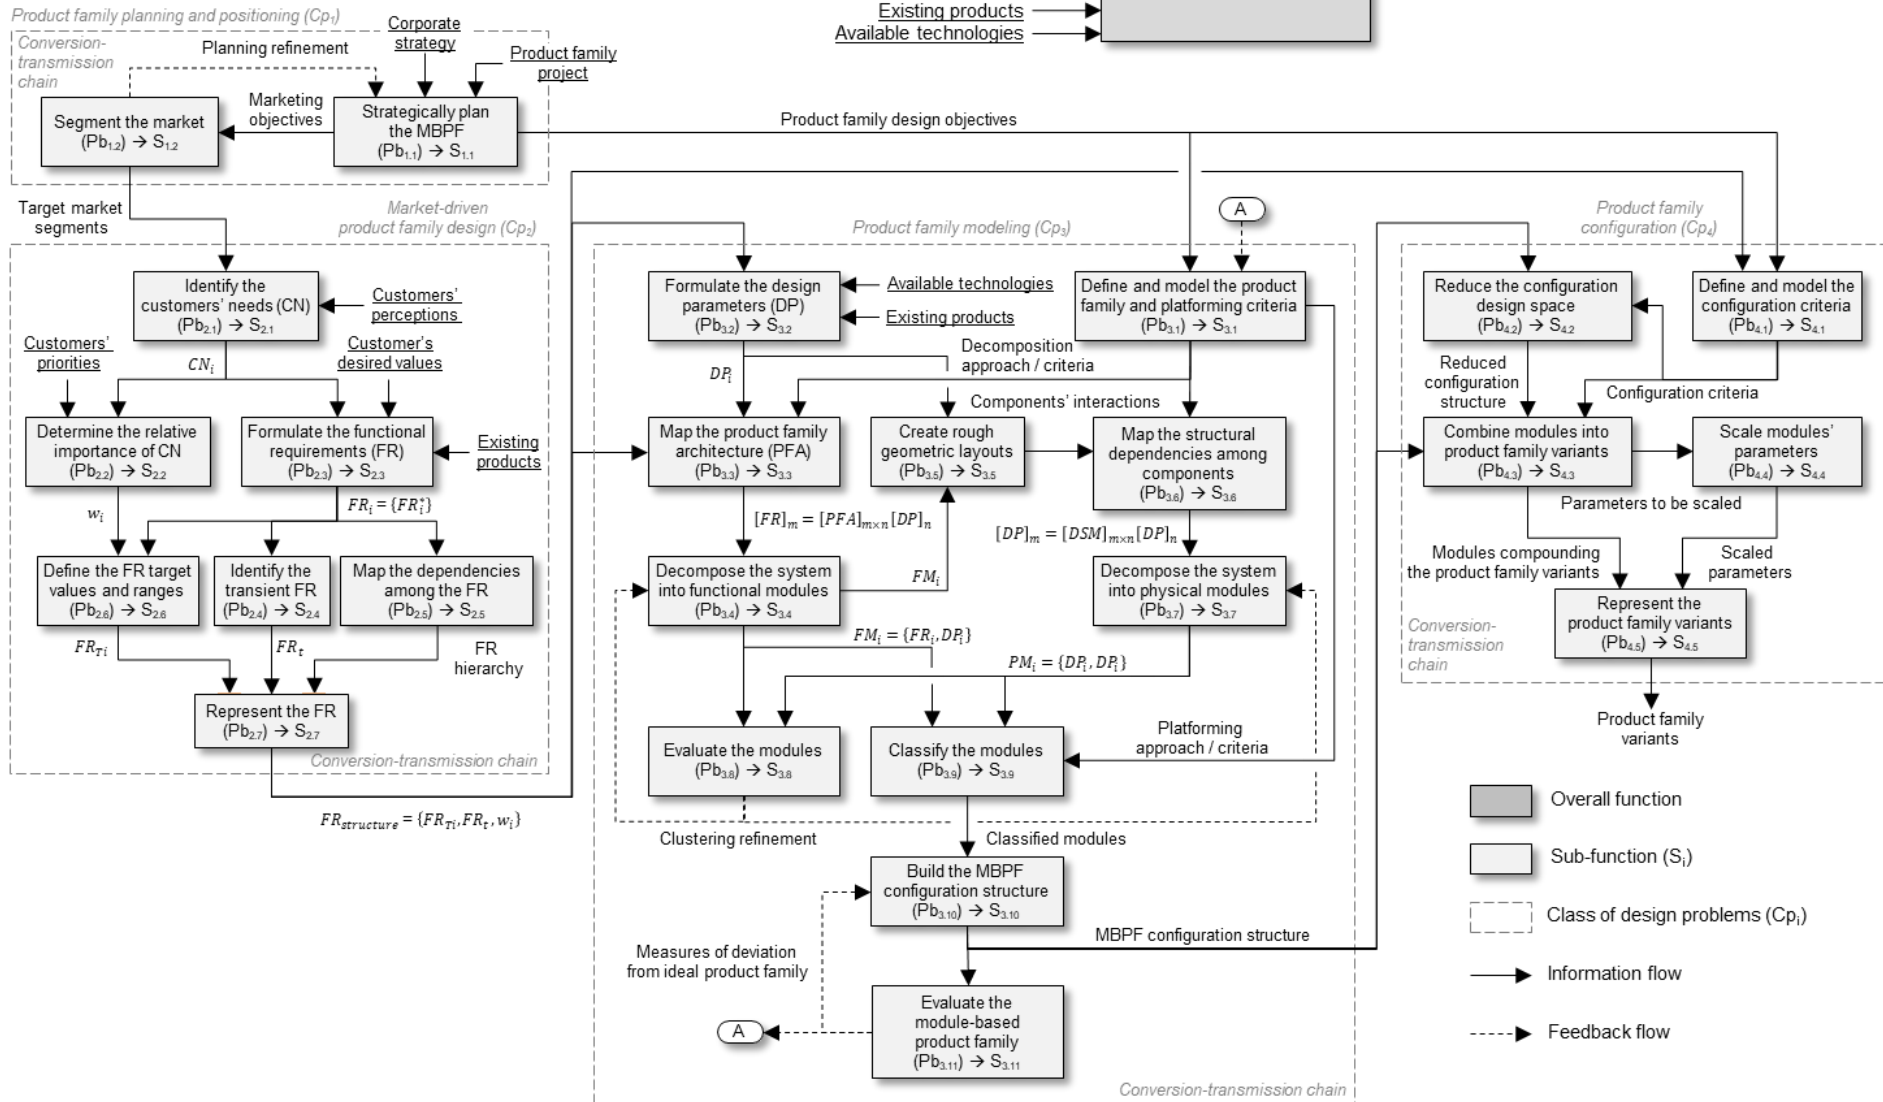 Product family planning and positioning (Cp₁)
Conversion-
transmission
chain
Planning refinement
Corporate
strategy
Product family
project
Existing products
Available technologies
Segment the market
(Pb₁.₂) → S₁.₂
Marketing
objectives
Strategically plan
the MBPF
(Pb₁.₁) → S₁.₁
Product family design objectives
Target market
segments
Market-driven
product family design (Cp₂)
Identify the
customers' needs (CN)
(Pb₂.₁) → S₂.₁
Customers'
perceptions
Customers'
priorities
CNᵢ
Customer's
desired values
Determine the relative
importance of CN
(Pb₂.₂) → S₂.₂
Formulate the functional
requirements (FR)
(Pb₂.₃) → S₂.₃
Existing
products
wᵢ
FRᵢ = {FRᵢ*}
Define the FR target
values and ranges
(Pb₂.₆) → S₂.₆
Identify the
transient FR
(Pb₂.₄) → S₂.₄
Map the dependencies
among the FR
(Pb₂.₅) → S₂.₅
FR_Ti
FRₜ
FR
hierarchy
Represent the FR
(Pb₂.₇) → S₂.₇
Conversion-transmission chain
FR_structure = {FR_Ti, FRₜ, wᵢ}
Product family modeling (Cp₃)
A
Formulate the design
parameters (DP)
(Pb₃.₂) → S₃.₂
Available technologies
Existing products
Define and model the product
family and platforming criteria
(Pb₃.₁) → S₃.₁
DPᵢ
Decomposition
approach / criteria
Components' interactions
Map the product family
architecture (PFA)
(Pb₃.₃) → S₃.₃
Create rough
geometric layouts
(Pb₃.₅) → S₃.₅
Map the structural
dependencies among
components
(Pb₃.₆) → S₃.₆
[FR]ₘ = [PFA]ₘₓₙ[DP]ₙ
[DP]ₘ = [DSM]ₘₓₙ[DP]ₙ
Decompose the system
into functional modules
(Pb₃.₄) → S₃.₄
FMᵢ
Decompose the system
into physical modules
(Pb₃.₇) → S₃.₇
FMᵢ = {FRᵢ, DPᵢ}
PMᵢ = {DPᵢ, DPᵢ}
Evaluate the modules
(Pb₃.₈) → S₃.₈
Classify the modules
(Pb₃.₉) → S₃.₉
Platforming
approach / criteria
Clustering refinement
Classified modules
Build the MBPF
configuration structure
(Pb₃.₁₀) → S₃.₁₀
Measures of deviation
from ideal product family
MBPF configuration structure
Evaluate the
module-based
product family
(Pb₃.₁₁) → S₃.₁₁
A
Conversion-transmission chain
Product family
configuration (Cp₄)
Reduce the configuration
design space
(Pb₄.₂) → S₄.₂
Define and model the
configuration criteria
(Pb₄.₁) → S₄.₁
Reduced
configuration
structure
Configuration criteria
Combine modules into
product family variants
(Pb₄.₃) → S₄.₃
Scale modules'
parameters
(Pb₄.₄) → S₄.₄
Parameters to be scaled
Modules compounding
the product family variants
Scaled
parameters
Represent the
product family variants
(Pb₄.₅) → S₄.₅
Conversion-
transmission
chain
Product family
variants
Overall function
Sub-function (Sᵢ)
Class of design problems (Cpᵢ)
Information flow
Feedback flow